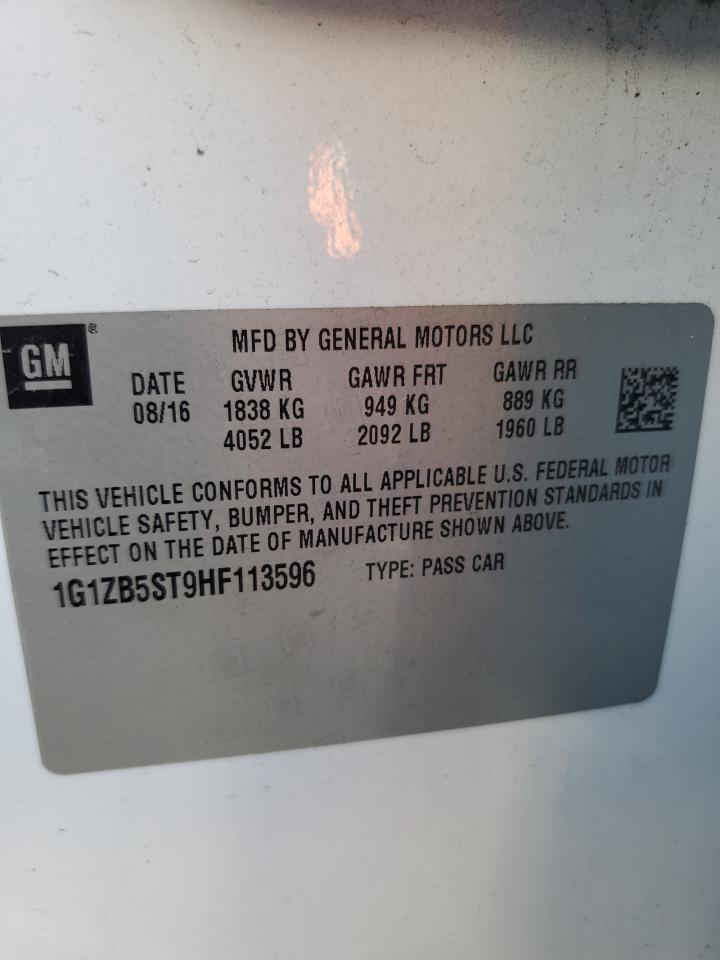 GM ®
MFD BY GENERAL MOTORS LLC
DATE GVWR GAWR FRT GAWR RR
08/16 1838 KG 949 KG 889 KG
4052 LB 2092 LB 1960 LB
THIS VEHICLE CONFORMS TO ALL APPLICABLE U.S. FEDERAL MOTOR
VEHICLE SAFETY, BUMPER, AND THEFT PREVENTION STANDARDS IN
EFFECT ON THE DATE OF MANUFACTURE SHOWN ABOVE.
1G1ZB5ST9HF113596 TYPE: PASS CAR